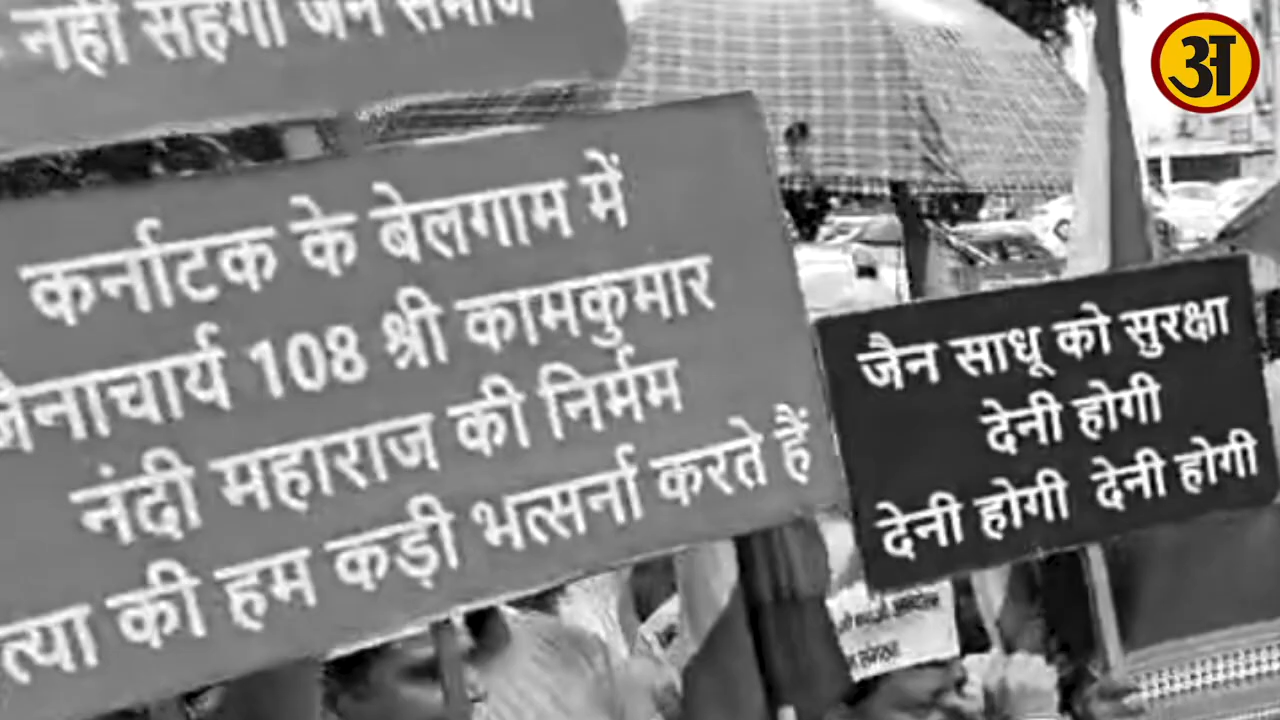 नहीं सहेगा जैन समाज
कर्नाटक के बेलगाम में
जैनाचार्य 108 श्री कामकुमार
नंदी महाराज की निर्मम
त्या की हम कड़ी भत्सर्ना करते हैं
जैन साधू को सुरक्षा
देनी होगी
देनी होगी देनी होगी
अ